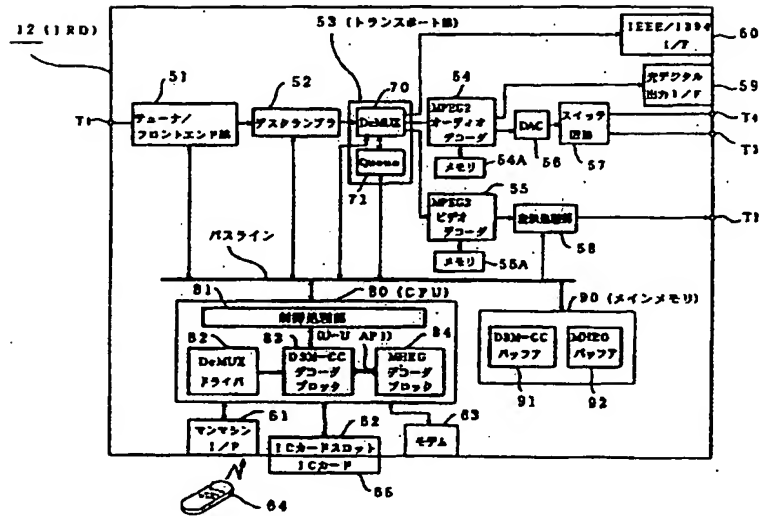 12 (IRD)
53 (トランスポート部)
IEEE/1394
I/F
60
光デジタル
出力I/F
59
51
52
70
54
T1
チューナ/
フロントエンド部
デスクランブラ
DeMUX
MPEG2
オーディオ
デコーダ
DAC
スイッチ
回路
T4
T3
56
57
Queue
71
メモリ
54A
55
MPEG2
ビデオ
デコーダ
表示処理部
T2
58
メモリ
55A
バスライン
81
80 (CPU)
制御処理部
90 (メインメモリ)
82
83
(U-U API)
84
DeMUX
ドライバ
DSM-CC
デコーダ
ブロック
MHEG
デコーダ
ブロック
DSM-CC
バッファ
MHEG
バッファ
91
92
61
62
63
マンマシン
I/F
ICカードスロット
ICカード
モデム
65
64